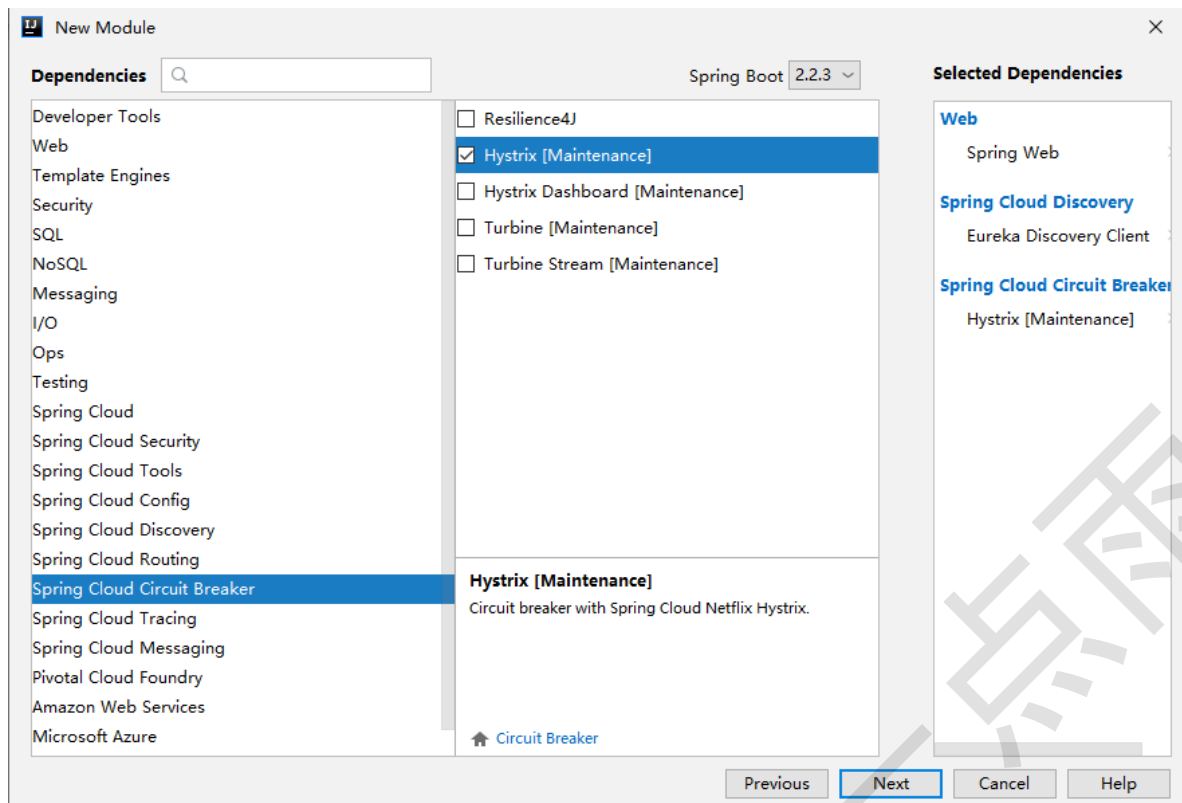 New Module
Dependencies
Spring Boot 2.2.3
Selected Dependencies
Developer Tools
Web
Template Engines
Security
SQL
NoSQL
Messaging
I/O
Ops
Testing
Spring Cloud
Spring Cloud Security
Spring Cloud Tools
Spring Cloud Config
Spring Cloud Discovery
Spring Cloud Routing
Spring Cloud Circuit Breaker
Spring Cloud Tracing
Spring Cloud Messaging
Pivotal Cloud Foundry
Amazon Web Services
Microsoft Azure
Resilience4J
Hystrix [Maintenance]
Hystrix Dashboard [Maintenance]
Turbine [Maintenance]
Turbine Stream [Maintenance]
Hystrix [Maintenance]
Circuit breaker with Spring Cloud Netflix Hystrix.
Circuit Breaker
Web
Spring Web
Spring Cloud Discovery
Eureka Discovery Client
Spring Cloud Circuit Breaker
Hystrix [Maintenance]
Previous
Next
Cancel
Help
点雨